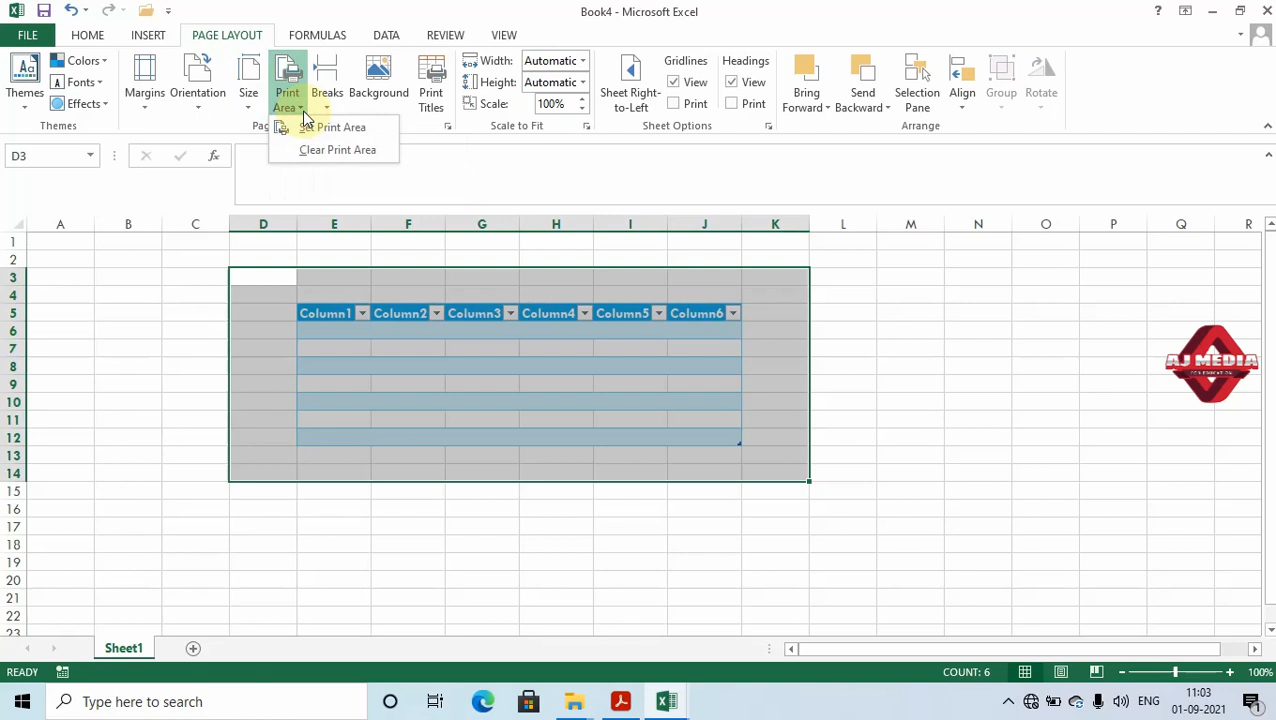 Book4 - Microsoft Excel
FILE HOME INSERT PAGE LAYOUT FORMULAS DATA REVIEW VIEW
Themes Colors Fonts Effects
Margins Orientation Size Print Area Breaks Background Print Titles
Width: Automatic
Height: Automatic
Scale: 100%
Sheet Right-to-Left
Gridlines View Print
Headings View Print
Bring Forward Send Backward Selection Pane Align Group Rotate
Themes Scale to Fit Sheet Options Arrange
Print Area
Clear Print Area
D3 fx
A B C D E F G H I J K L M N O P Q R
1
2
3
4
5 Column1 Column2 Column3 Column4 Column5 Column6
6
7
8
9
10
11
12
13
14
15
16
17
18
19
20
21
22
23
AJ MEDIA
FOR EDUCATION
Sheet1
READY COUNT: 6 100%
Type here to search
11:03
01-09-2021